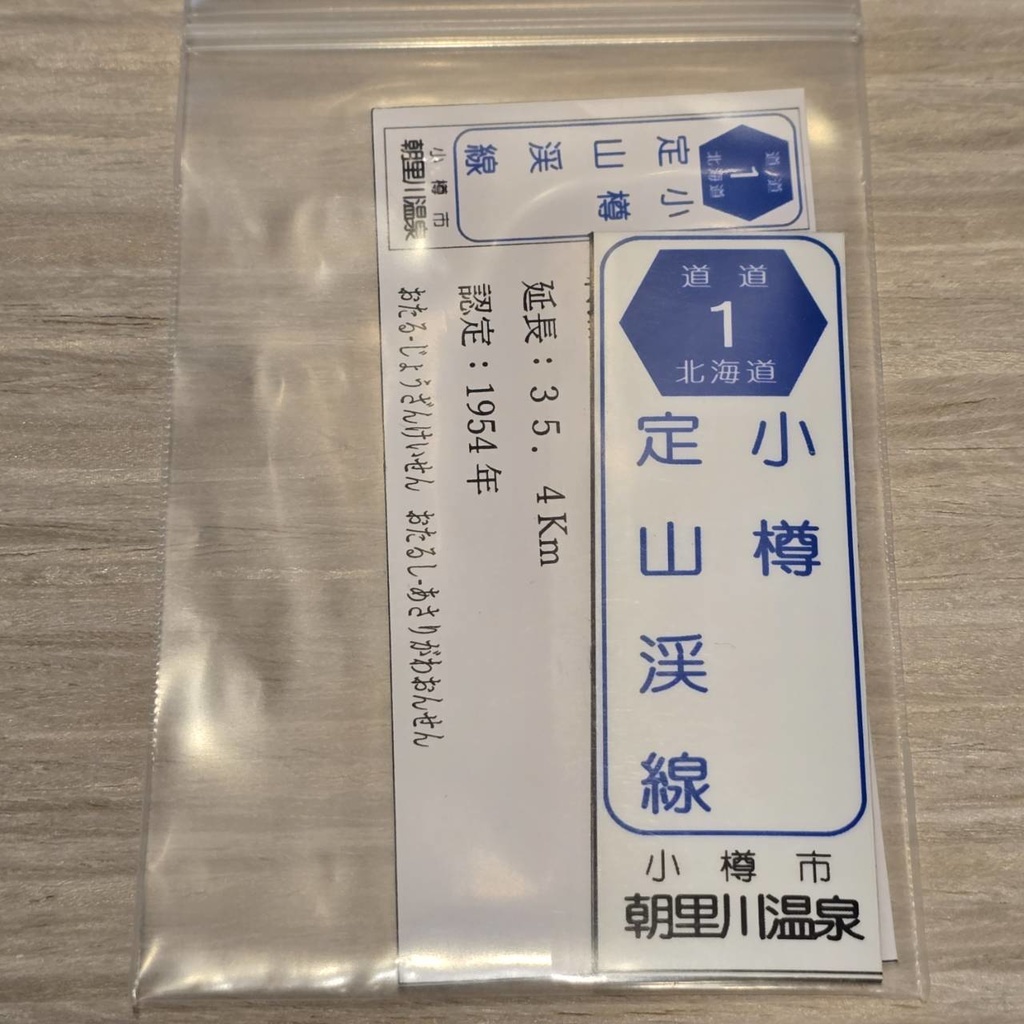 道道
1
北海道
小樽
定山渓線
小樽市
朝里川温泉
道道
1
北海道
小樽
定山渓線
小樽市
朝里川温泉
延長：３５．４Km
認定：1954年
おたる-じょうざんけいせん おたるし-あさりがわおんせん